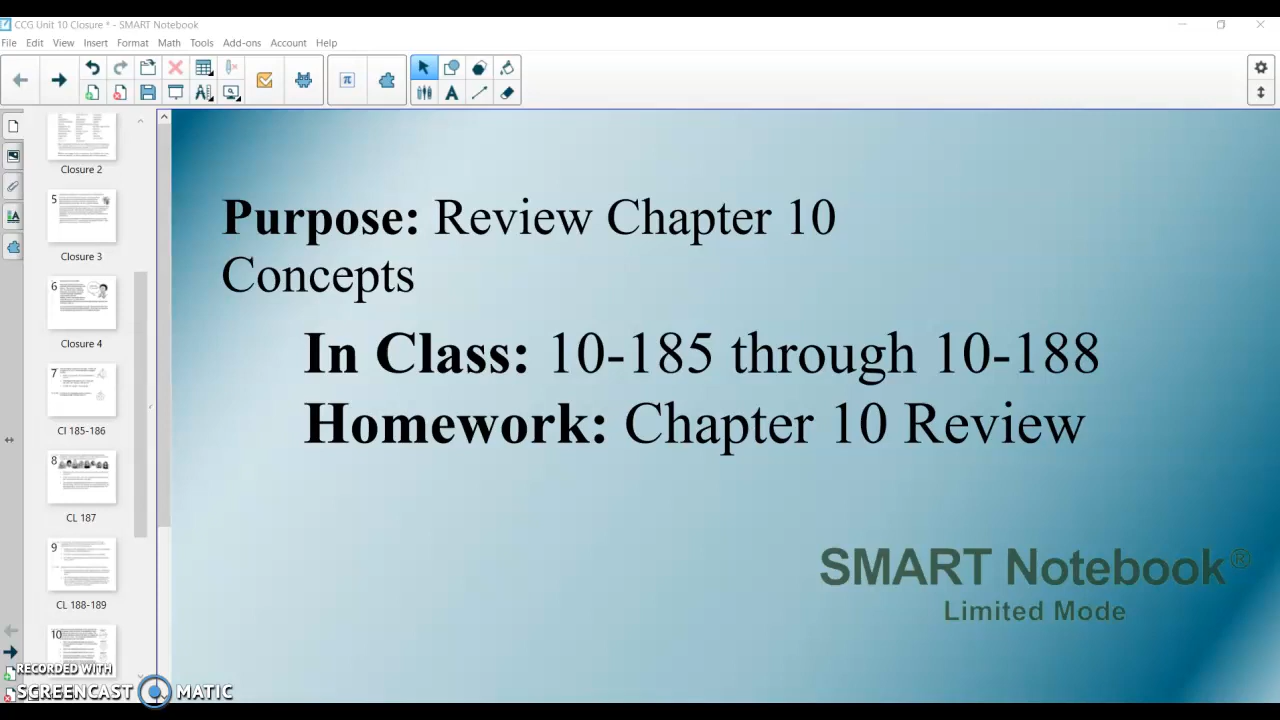 CCG Unit 10 Closure * - SMART Notebook
File Edit View Insert Format Math Tools Add-ons Account Help
Closure 2
5
Closure 3
6
Closure 4
7
CI 185-186
8
CL 187
9
CL 188-189
10
Purpose: Review Chapter 10
Concepts
In Class: 10-185 through 10-188
Homework: Chapter 10 Review
SMART Notebook®
Limited Mode
RECORDED WITH
SCREENCAST MATIC